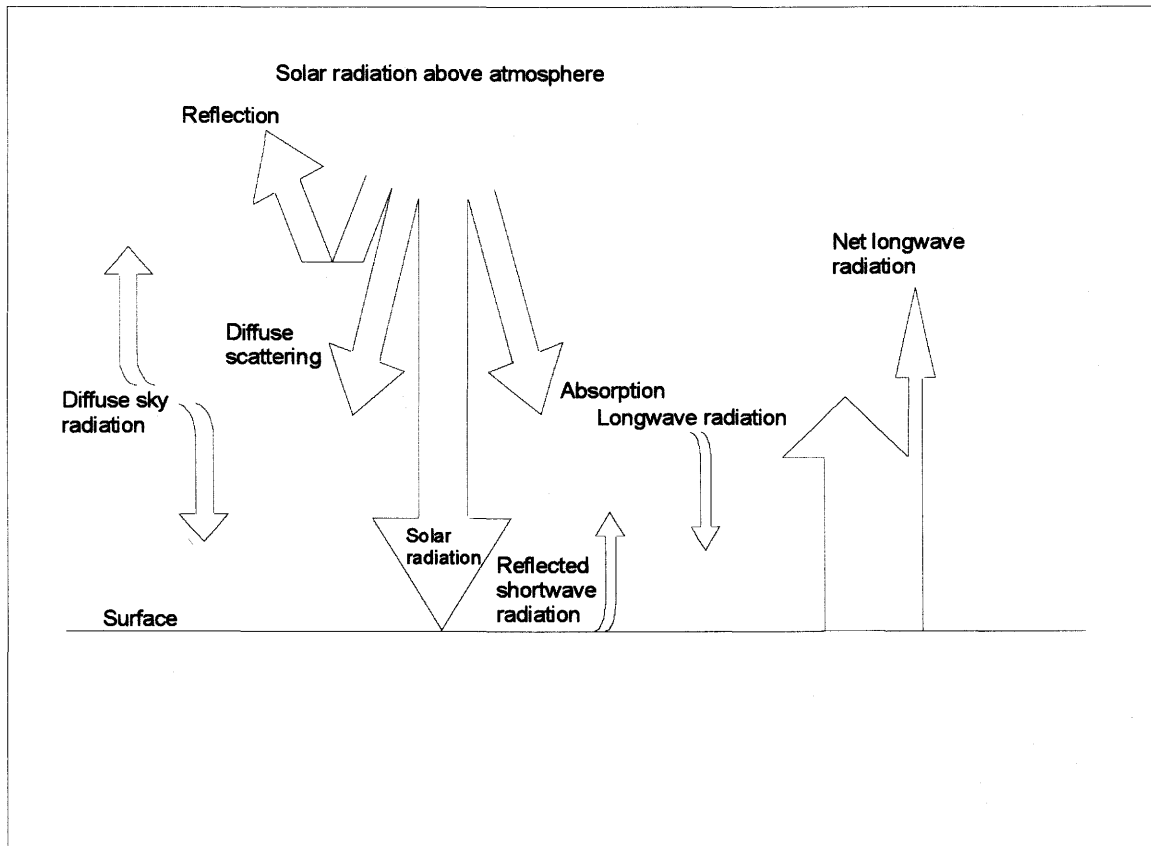 Solar radiation above atmosphere
Reflection
Net longwave
radiation
Diffuse
scattering
Absorption
Diffuse sky
radiation
Longwave radiation
Solar
radiation
Reflected
shortwave
radiation
Surface